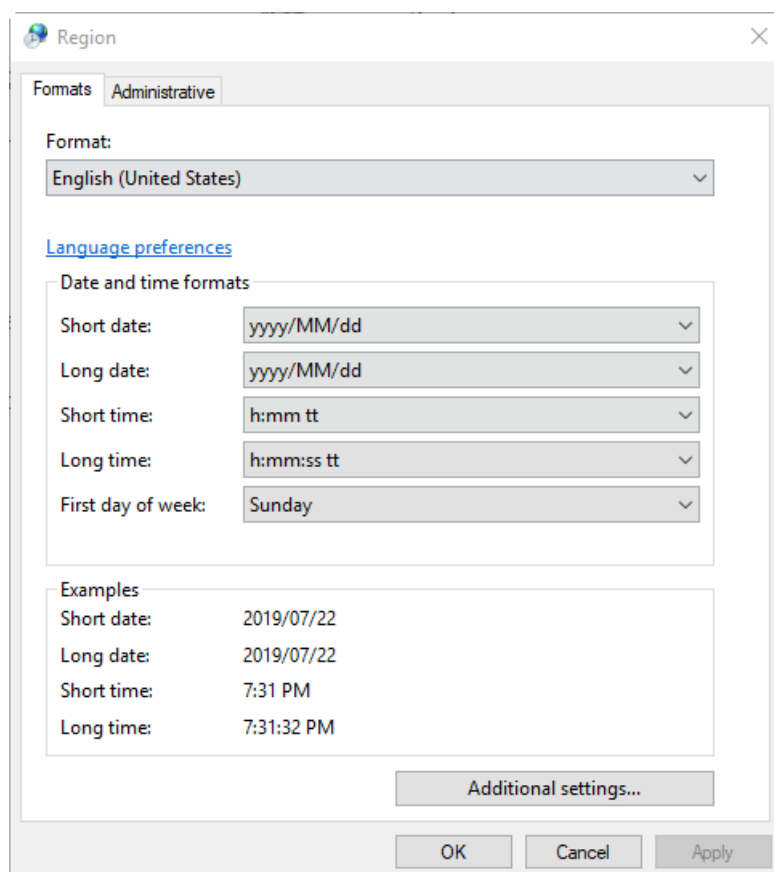 Region
Formats
Administrative
Format:
English (United States)
Language preferences
Date and time formats
Short date: yyyy/MM/dd
Long date: yyyy/MM/dd
Short time: h:mm tt
Long time: h:mm:ss tt
First day of week: Sunday
Examples
Short date: 2019/07/22
Long date: 2019/07/22
Short time: 7:31 PM
Long time: 7:31:32 PM
Additional settings...
OK Cancel Apply